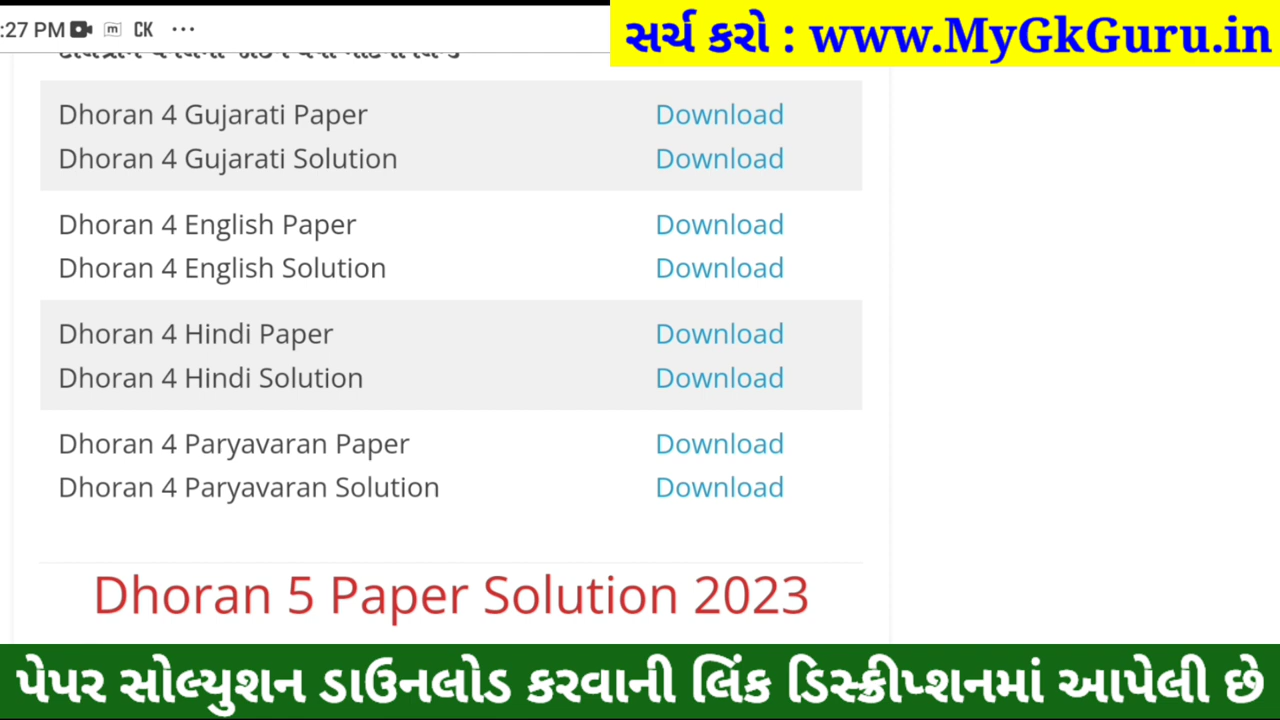 :27 PM m CK ...
સર્ચ કરો : www.MyGkGuru.in
Dhoran 4 Gujarati Paper Download
Dhoran 4 Gujarati Solution Download
Dhoran 4 English Paper Download
Dhoran 4 English Solution Download
Dhoran 4 Hindi Paper Download
Dhoran 4 Hindi Solution Download
Dhoran 4 Paryavaran Paper Download
Dhoran 4 Paryavaran Solution Download
Dhoran 5 Paper Solution 2023
પેપર સોલ્યુશન ડાઉનલોડ કરવાની લિંક ડિસ્ક્રીપ્શનમાં આપેલી છે